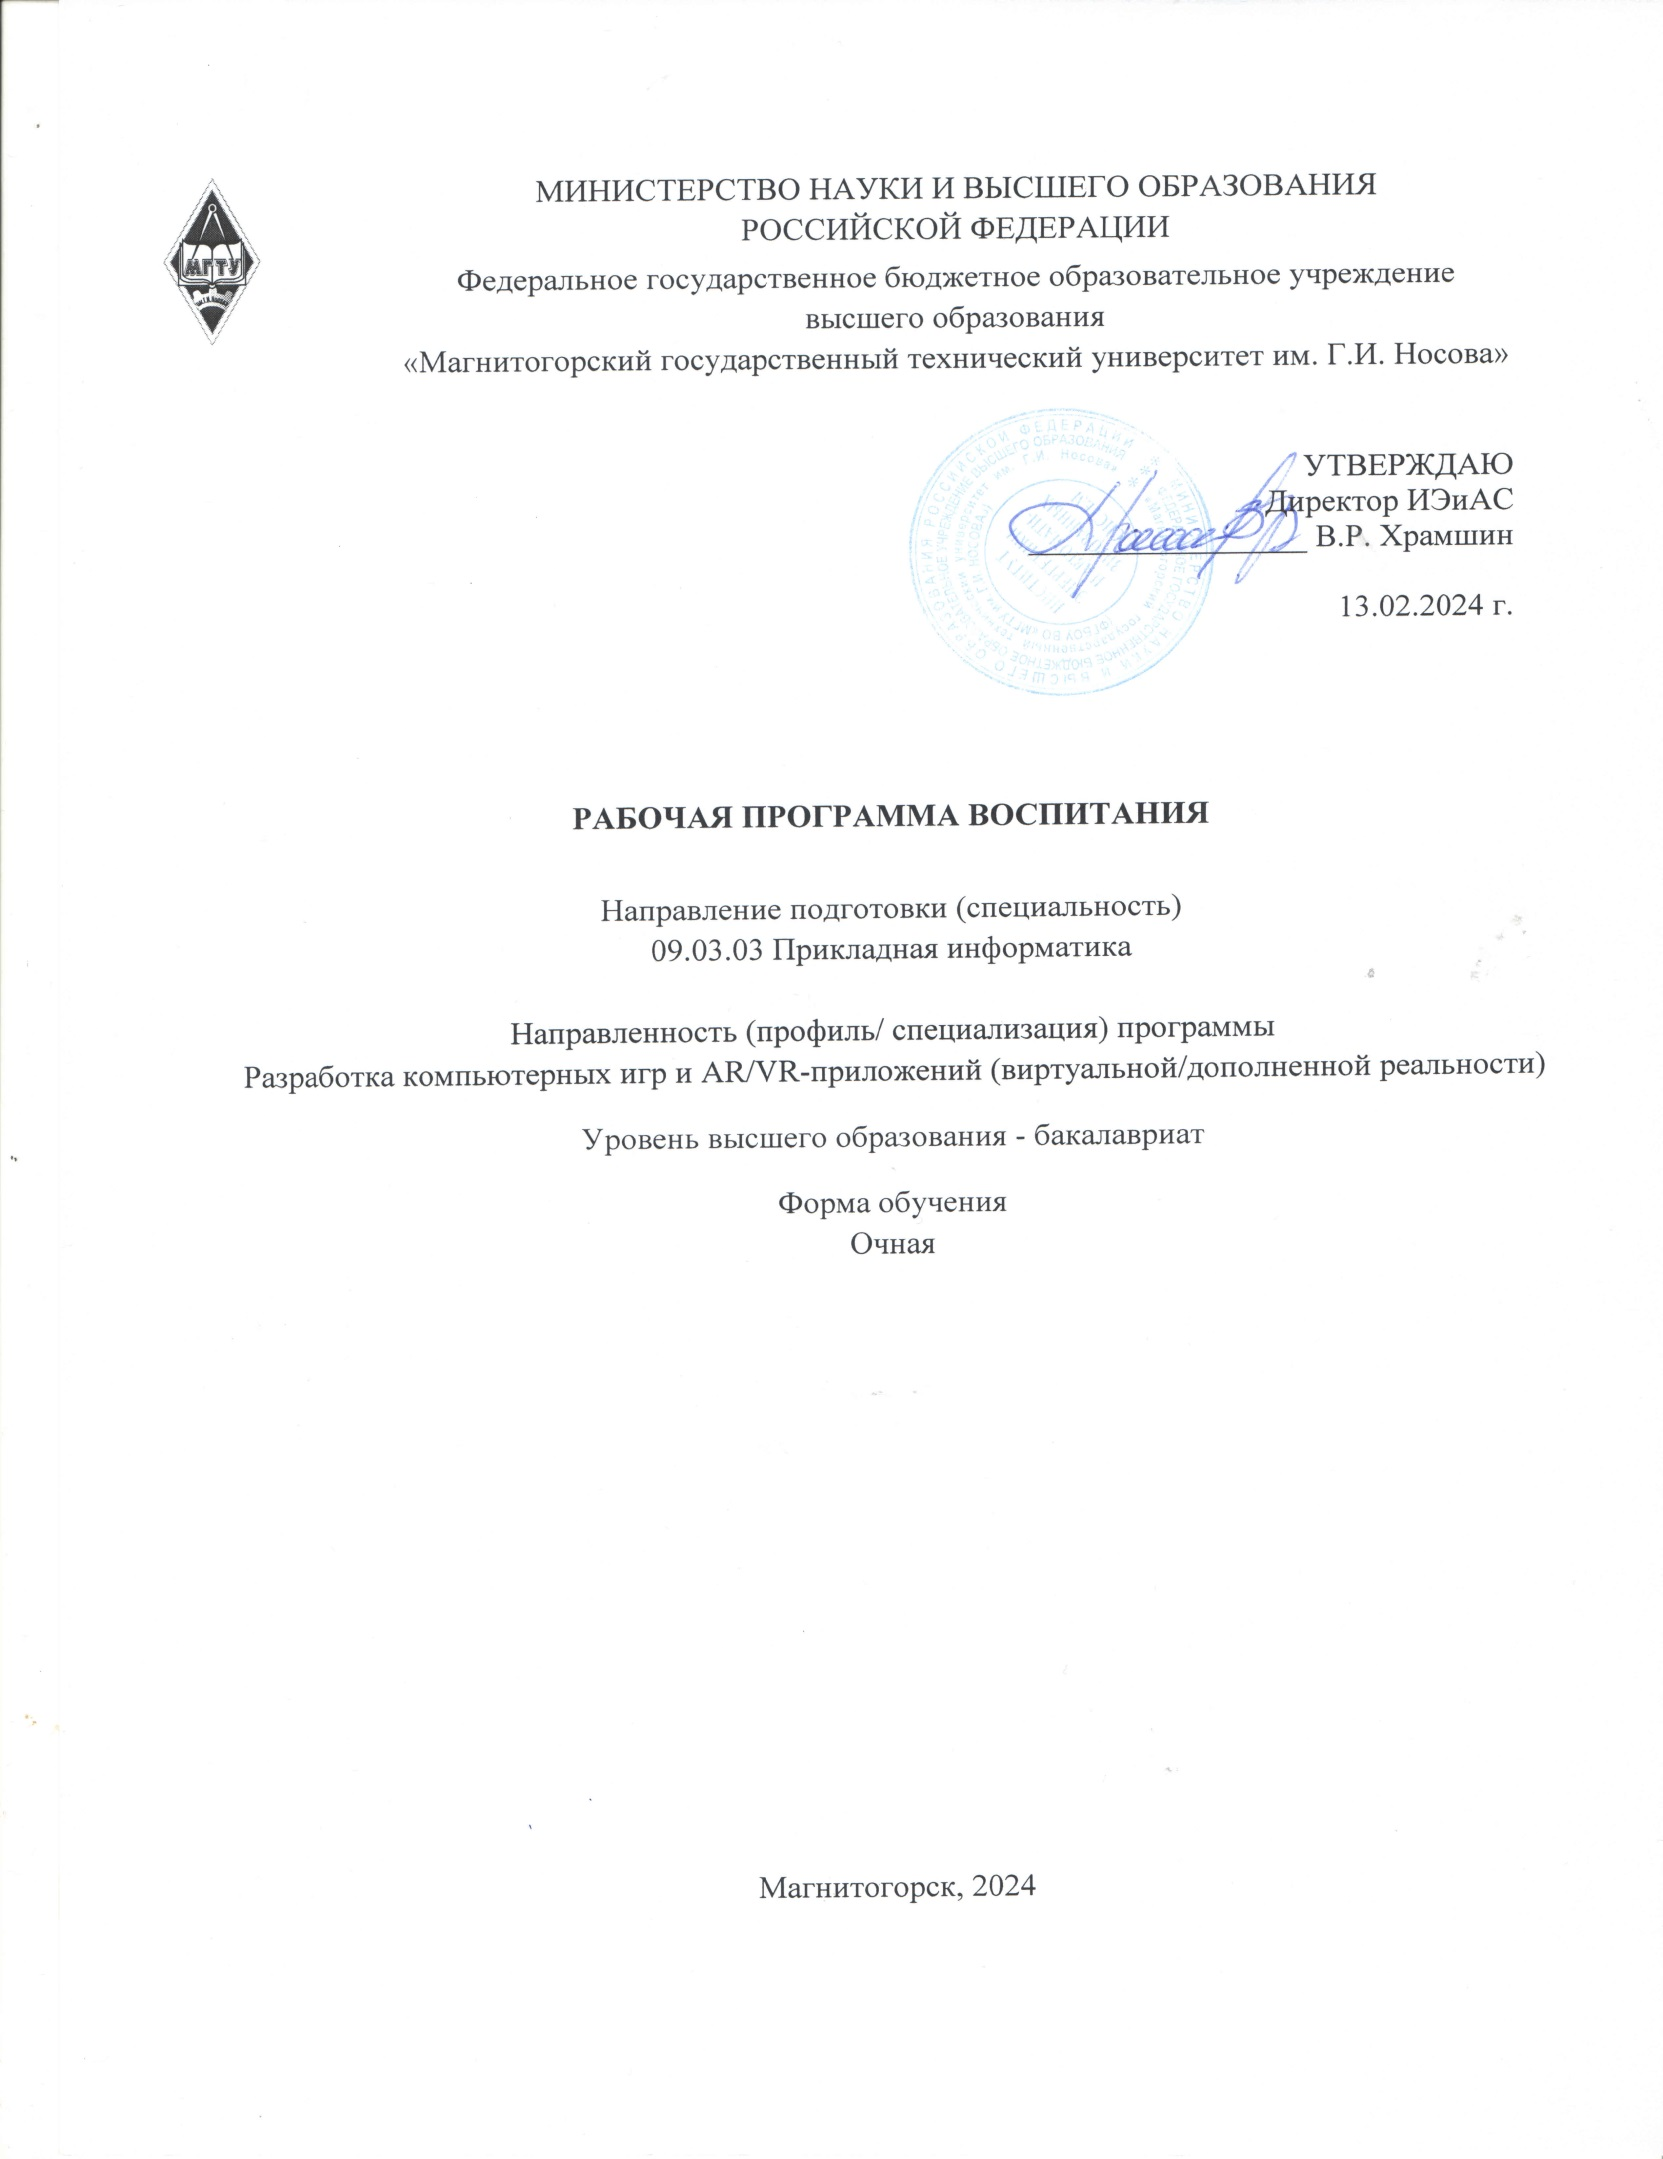 МИНИСТЕРСТВО НАУКИ И ВЫСШЕГО ОБРАЗОВАНИЯ
РОССИЙСКОЙ ФЕДЕРАЦИИ
Федеральное государственное бюджетное образовательное учреждение
высшего образования
«Магнитогорский государственный технический университет им. Г.И. Носова»
МГТУ
УТВЕРЖДАЮ
Директор ИЭиАС
В.Р. Храмшин
13.02.2024 г.
РАБОЧАЯ ПРОГРАММА ВОСПИТАНИЯ
Направление подготовки (специальность)
09.03.03 Прикладная информатика
Направленность (профиль/ специализация) программы
Разработка компьютерных игр и AR/VR-приложений (виртуальной/дополненной реальности)
Уровень высшего образования - бакалавриат
Форма обучения
Очная
Магнитогорск, 2024